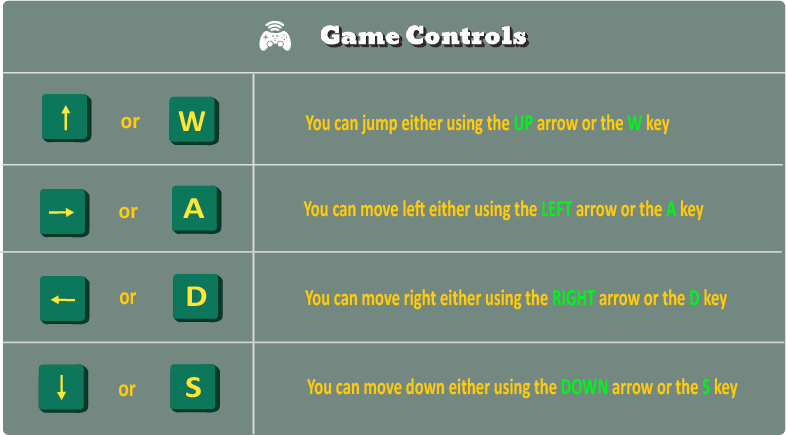 Game Controls
↑ or W You can jump either using the UP arrow or the W key
→ or A You can move left either using the LEFT arrow or the A key
← or D You can move right either using the RIGHT arrow or the D key
↓ or S You can move down either using the DOWN arrow or the S key